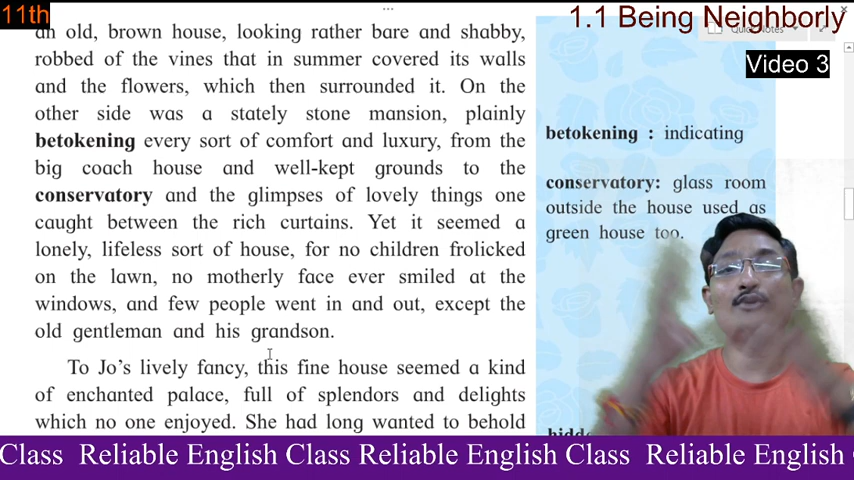 11th
1.1 Being Neighborly
Video 3
an old, brown house, looking rather bare and shabby,
robbed of the vines that in summer covered its walls
and the flowers, which then surrounded it. On the
other side was a stately stone mansion, plainly
betokening every sort of comfort and luxury, from the
big coach house and well-kept grounds to the
conservatory and the glimpses of lovely things one
caught between the rich curtains. Yet it seemed a
lonely, lifeless sort of house, for no children frolicked
on the lawn, no motherly face ever smiled at the
windows, and few people went in and out, except the
old gentleman and his grandson.
To Jo's lively fancy, this fine house seemed a kind
of enchanted palace, full of splendors and delights
which no one enjoyed. She had long wanted to behold
betokening : indicating
conservatory: glass room
outside the house used as
green house too.
Class Reliable English Class Reliable English Class Reliable English